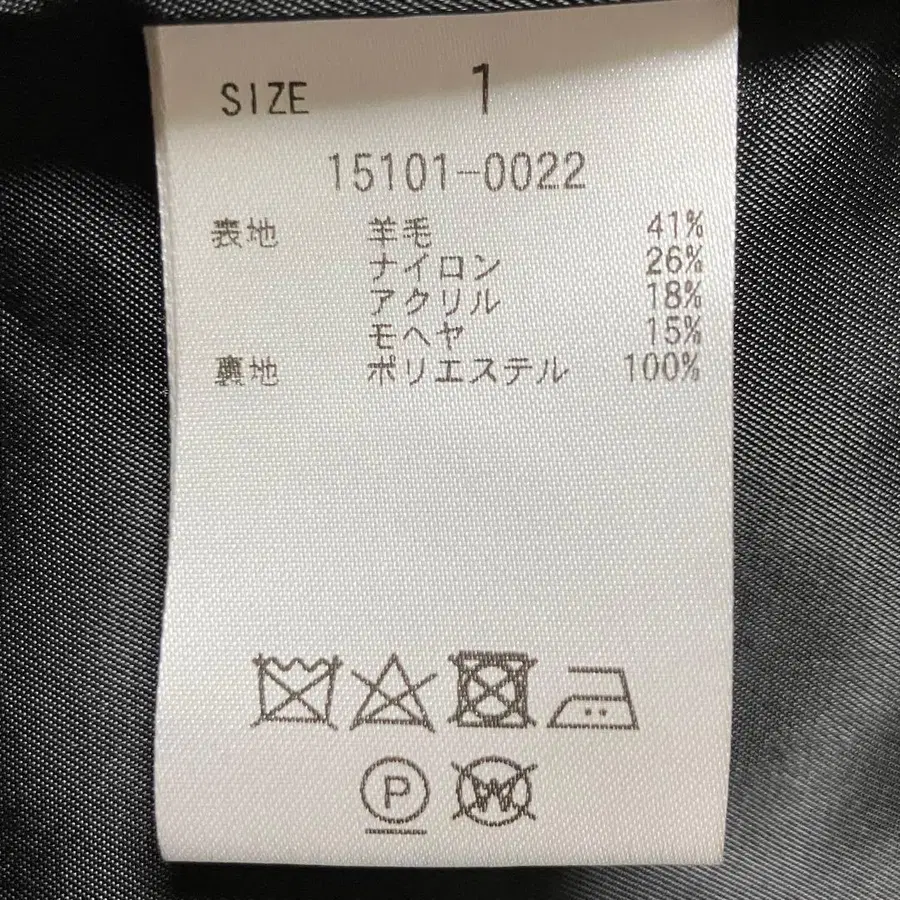 SIZE 1
15101-0022
表地 羊毛 41%
ナイロン 26%
アクリル 18%
モヘヤ 15%
裏地 ポリエステル 100%
P W